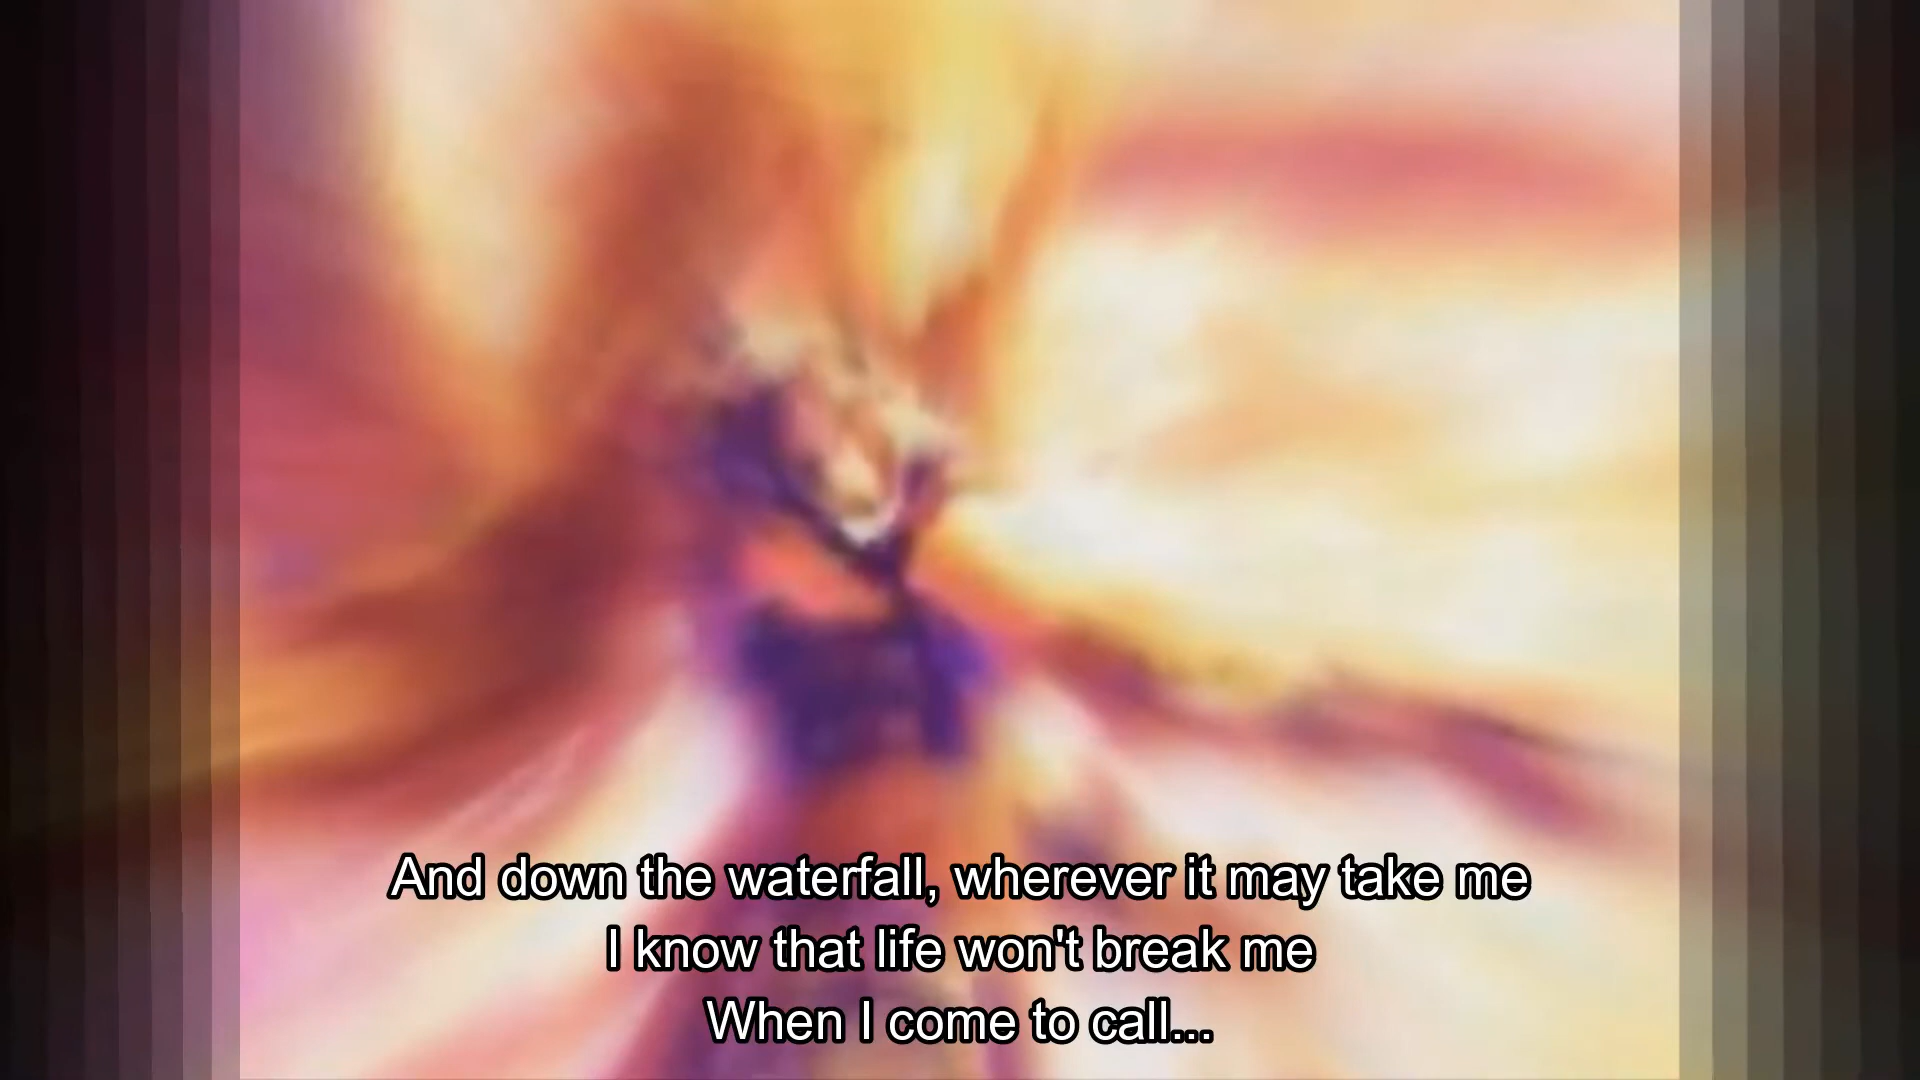 And down the waterfall, wherever it may take me
I know that life won't break me
When I come to call...